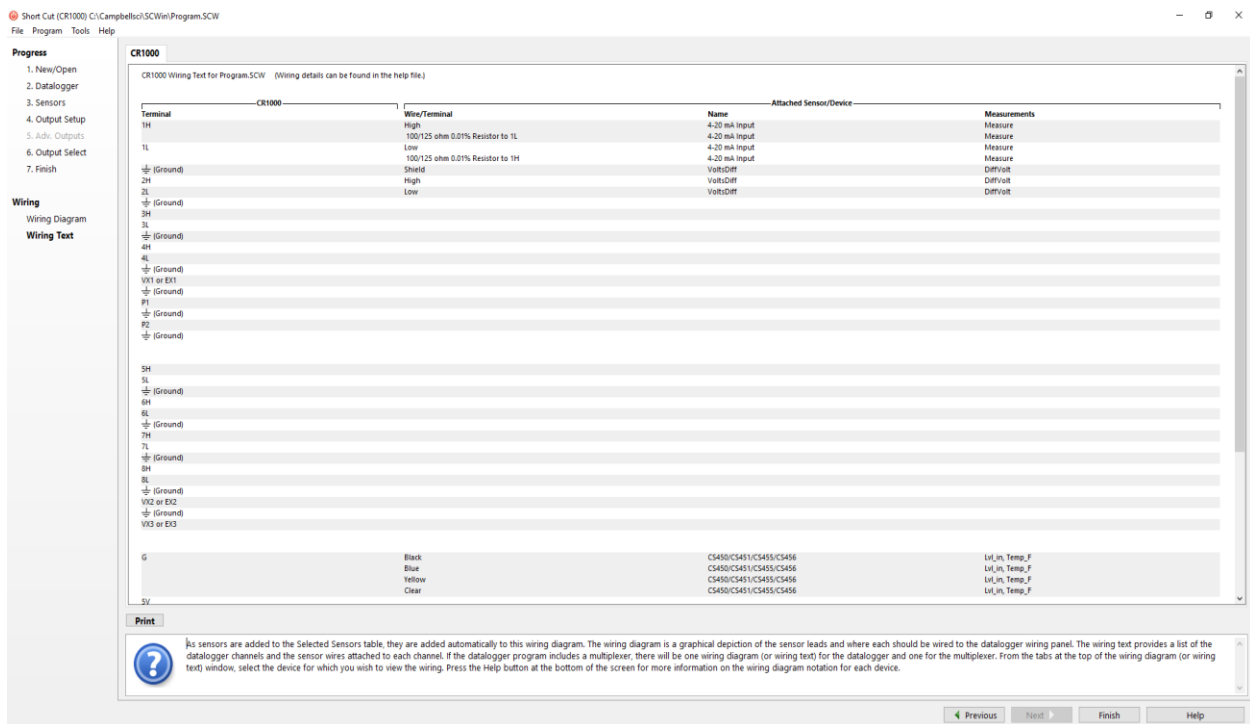 Short Cut (CR1000) C:\Campbellsci\SCWin\Program.SCW
File Program Tools Help
Progress
1. New/Open
2. Datalogger
3. Sensors
4. Output Setup
5. Adv. Outputs
6. Output Select
7. Finish
Wiring
Wiring Diagram
Wiring Text
CR1000
CR1000 Wiring Text for Program.SCW (Wiring details can be found in the help file.)
CR1000 Attached Sensor/Device
Terminal Wire/Terminal Name Measurements
1H High 4-20 mA Input Measure
100/125 ohm 0.01% Resistor to 1L 4-20 mA Input Measure
1L Low 4-20 mA Input Measure
100/125 ohm 0.01% Resistor to 1H 4-20 mA Input Measure
(Ground) Shield VoltsDiff DiffVolt
2H High VoltsDiff DiffVolt
2L Low VoltsDiff DiffVolt
(Ground)
3H
3L
(Ground)
4H
4L
(Ground)
VX1 or EX1
(Ground)
P1
(Ground)
P2
(Ground)
5H
5L
(Ground)
6H
6L
(Ground)
7H
7L
(Ground)
8H
8L
(Ground)
VX2 or EX2
(Ground)
VX3 or EX3
G Black CS450/CS451/CS455/CS456 Lvl_in, Temp_F
Blue CS450/CS451/CS455/CS456 Lvl_in, Temp_F
Yellow CS450/CS451/CS455/CS456 Lvl_in, Temp_F
Clear CS450/CS451/CS455/CS456 Lvl_in, Temp_F
5V
Print
As sensors are added to the Selected Sensors table, they are added automatically to this wiring diagram. The wiring diagram is a graphical depiction of the sensor leads and where each should be wired to the datalogger wiring panel. The wiring text provides a list of the
datalogger channels and the sensor wires attached to each channel. If the datalogger program includes a multiplexer, there will be one wiring diagram (or wiring text) for the datalogger and one for the multiplexer. From the tabs at the top of the wiring diagram (or wiring
text) window, select the device for which you wish to view the wiring. Press the Help button at the bottom of the screen for more information on the wiring diagram notation for each device.
Previous Next Finish Help